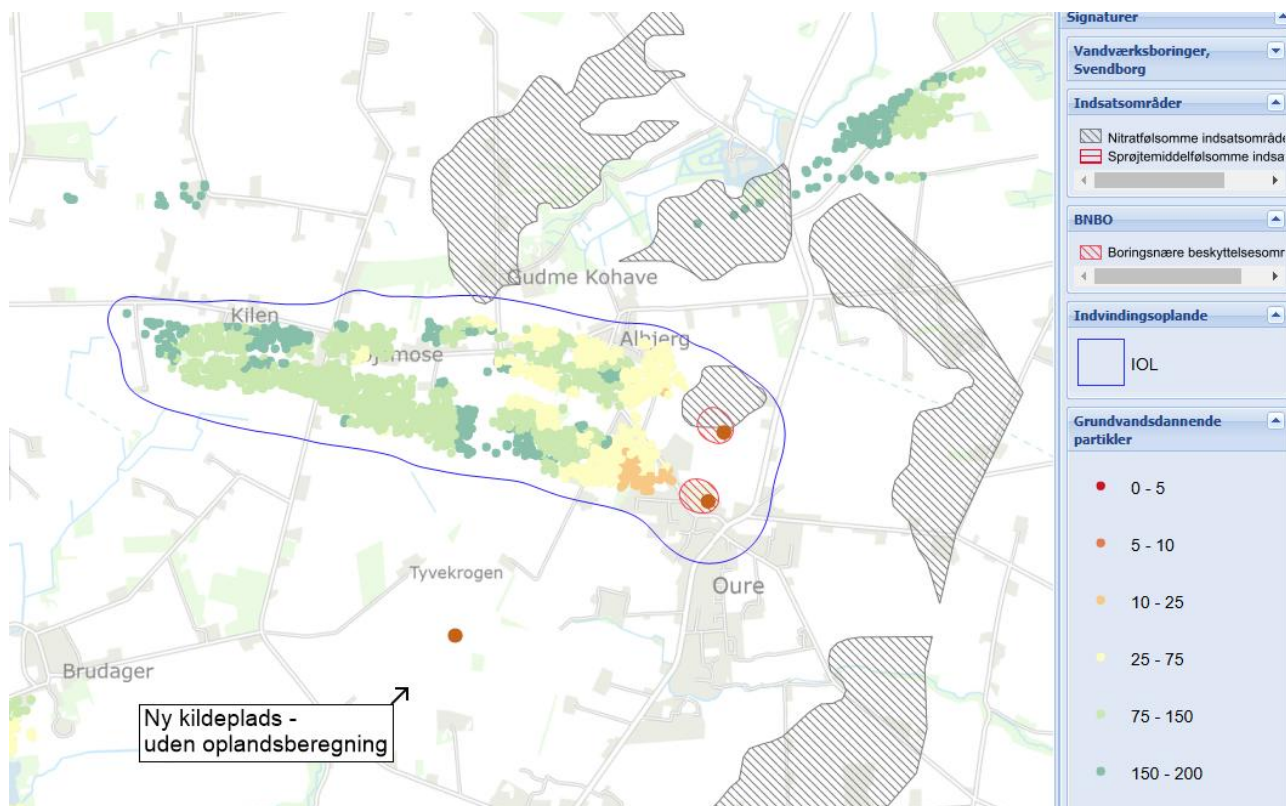 Gudme Kohave
Kilen
Albjerg
Tyvekrogen
Oure
Brudager
Ny kildeplads -
uden oplandsberegning
Signaturer
Vandværksboringer,
Svendborg
Indsatsområder
Nitratfølsomme indsatsområde
Sprøjtemiddelfølsomme indsa
BNBO
Boringsnære beskyttelsesomr
Indvindingsoplande
IOL
Grundvandsdannende
partikler
0 - 5
5 - 10
10 - 25
25 - 75
75 - 150
150 - 200